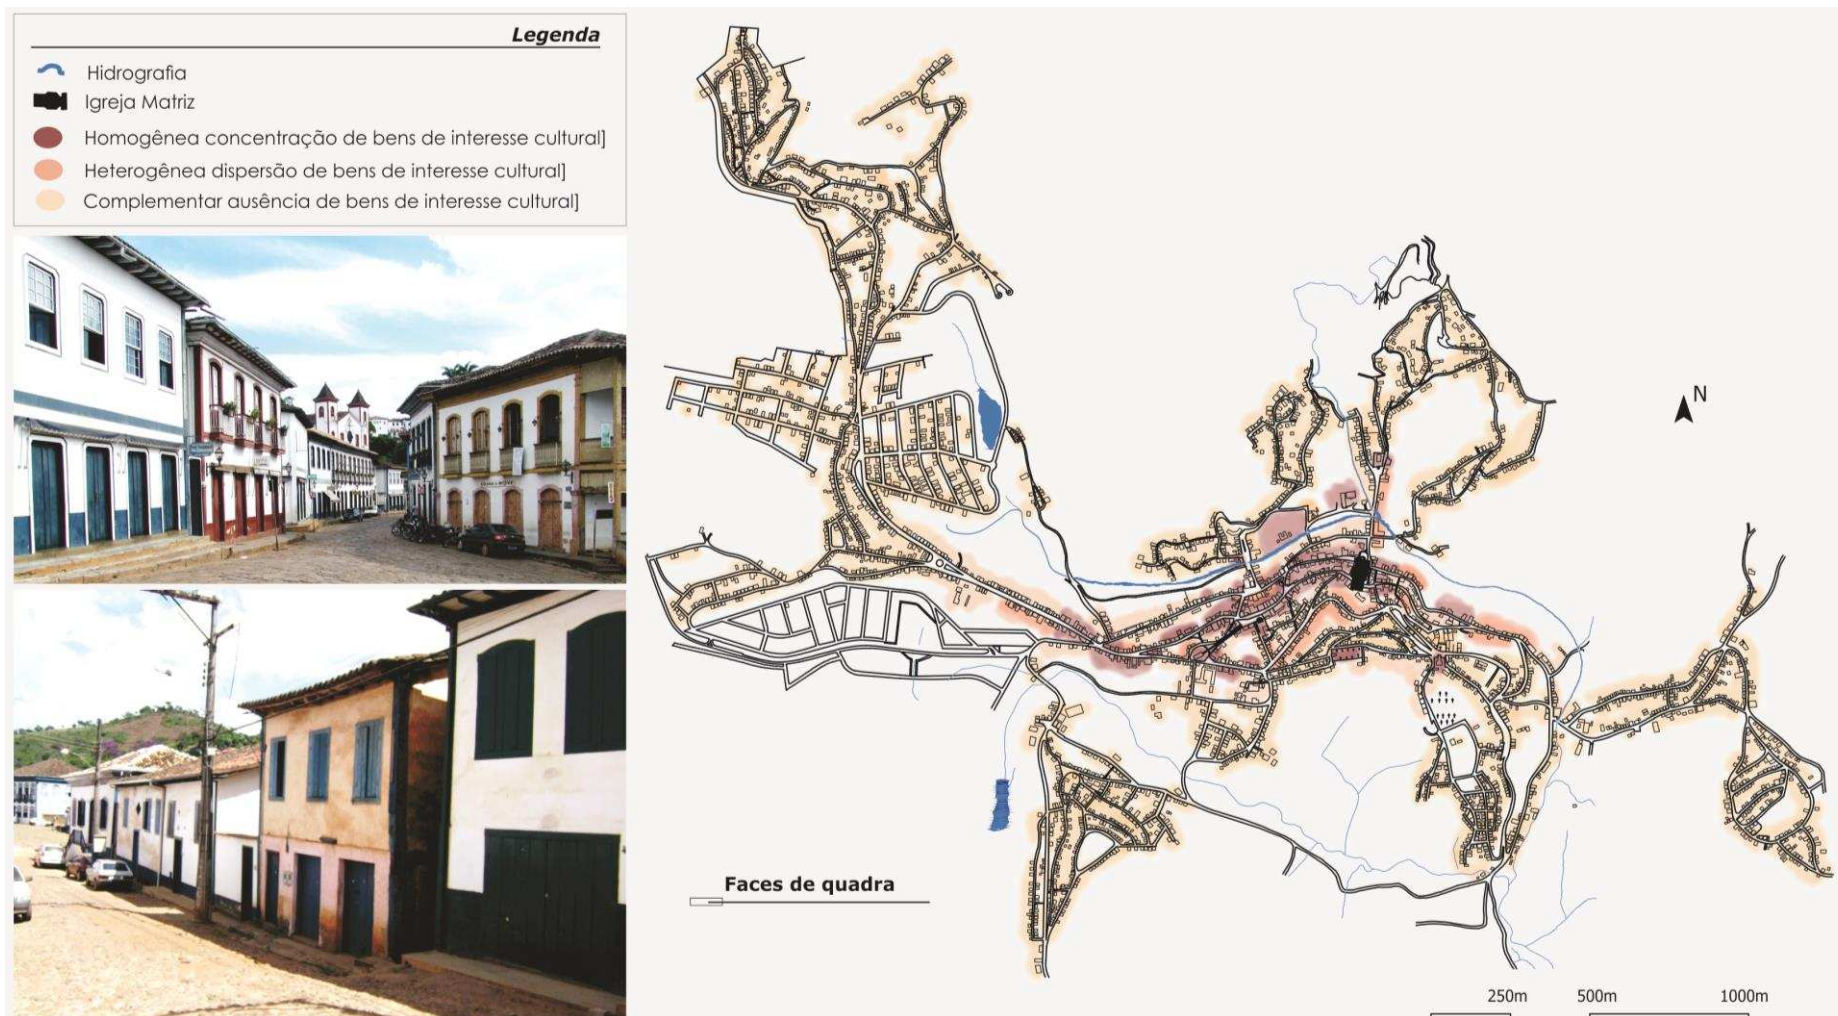 Legenda
Hidrografia
Igreja Matriz
Homogênea concentração de bens de interesse cultural]
Heterogênea dispersão de bens de interesse cultural]
Complementar ausência de bens de interesse cultural]
N
Faces de quadra
250m 500m 1000m